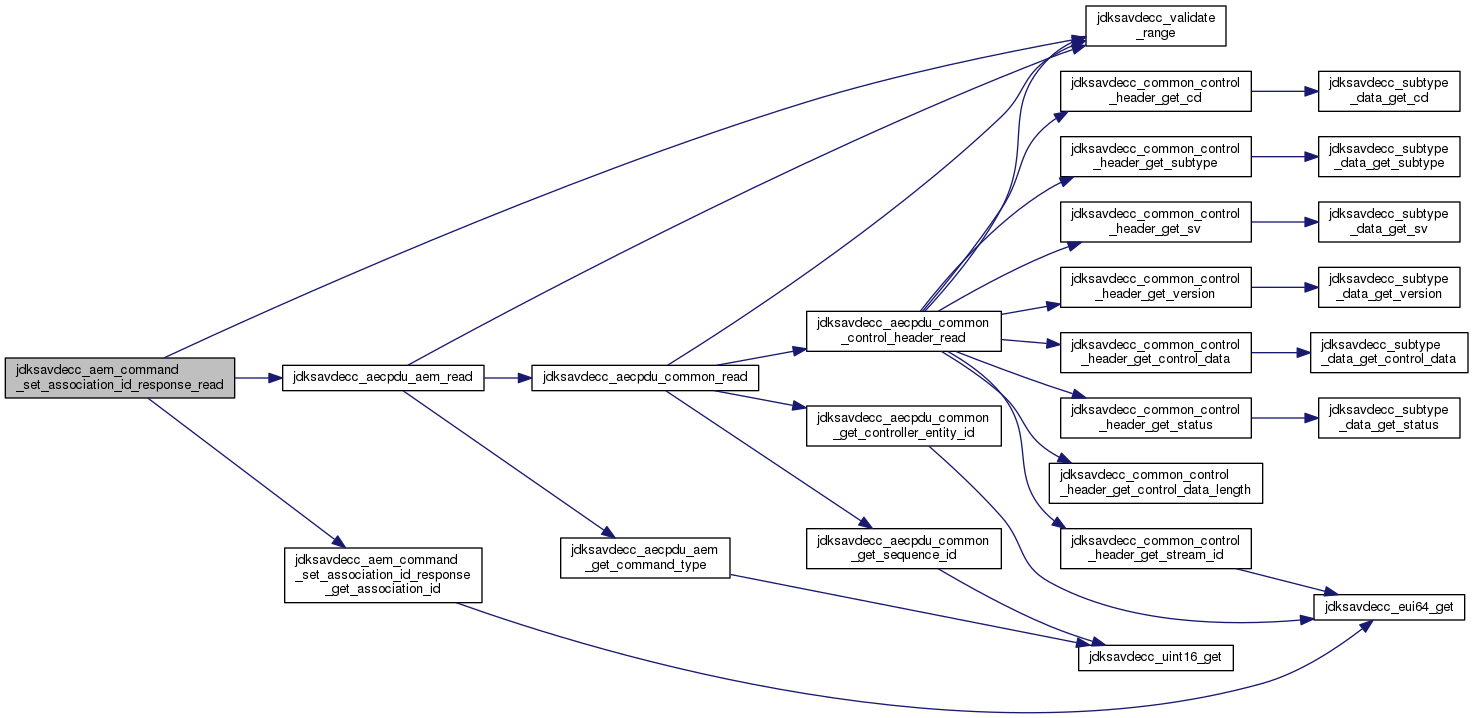 jdksavdecc_aem_command
_set_association_id_response_read
jdksavdecc_aecpdu_aem_read
jdksavdecc_aem_command
_set_association_id_response
_get_association_id
jdksavdecc_aecpdu_common_read
jdksavdecc_aecpdu_aem
_get_command_type
jdksavdecc_aecpdu_common
_control_header_read
jdksavdecc_aecpdu_common
_get_controller_entity_id
jdksavdecc_aecpdu_common
_get_sequence_id
jdksavdecc_validate
_range
jdksavdecc_common_control
_header_get_cd
jdksavdecc_common_control
_header_get_subtype
jdksavdecc_common_control
_header_get_sv
jdksavdecc_common_control
_header_get_version
jdksavdecc_common_control
_header_get_control_data
jdksavdecc_common_control
_header_get_status
jdksavdecc_common_control
_header_get_control_data_length
jdksavdecc_common_control
_header_get_stream_id
jdksavdecc_uint16_get
jdksavdecc_subtype
_data_get_cd
jdksavdecc_subtype
_data_get_subtype
jdksavdecc_subtype
_data_get_sv
jdksavdecc_subtype
_data_get_version
jdksavdecc_subtype
_data_get_control_data
jdksavdecc_subtype
_data_get_status
jdksavdecc_eui64_get